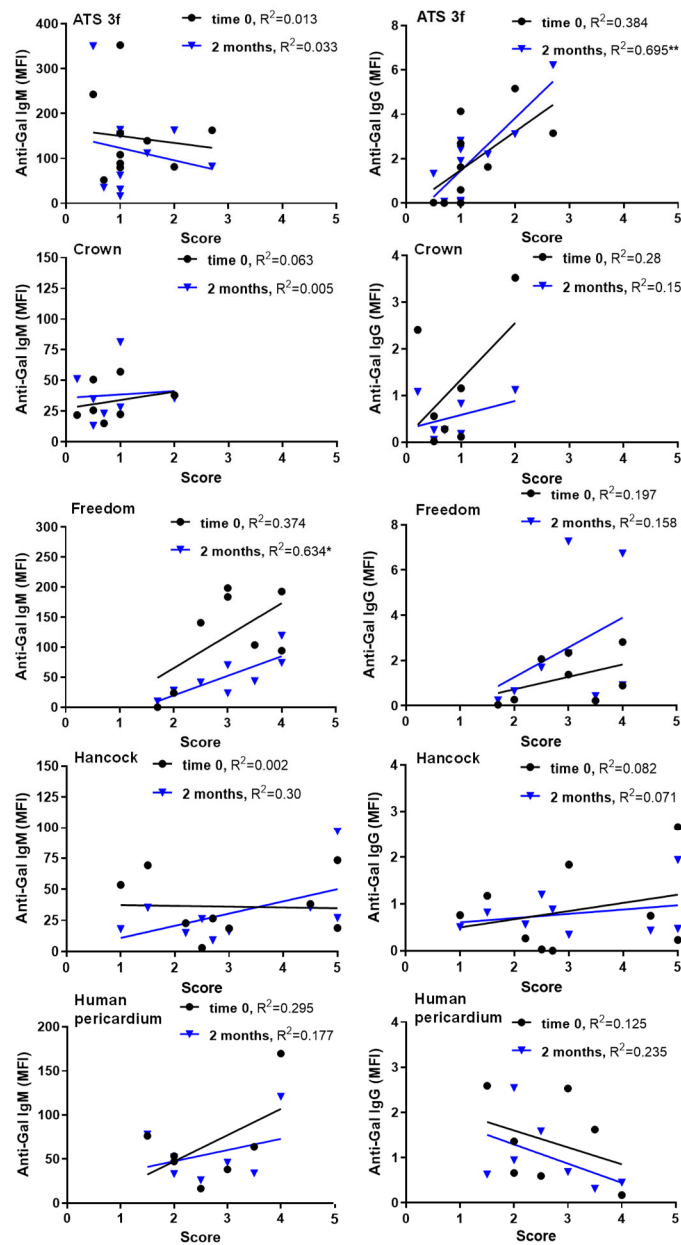 ATS 3f
time 0, R²=0.013
2 months, R²=0.033
Anti-Gal IgM (MFI)
400
300
200
100
0
0 1 2 3 4 5
Score
ATS 3f
time 0, R²=0.384
2 months, R²=0.695**
Anti-Gal IgG (MFI)
8
6
4
2
0
0 1 2 3 4 5
Score
Crown
time 0, R²=0.063
2 months, R²=0.005
Anti-Gal IgM (MFI)
150
125
100
75
50
25
0
0 1 2 3 4 5
Score
Crown
time 0, R²=0.28
2 months, R²=0.15
Anti-Gal IgG (MFI)
4
3
2
1
0
0 1 2 3 4 5
Score
Freedom
time 0, R²=0.374
2 months, R²=0.634*
Anti-Gal IgM (MFI)
300
250
200
150
100
50
0
0 1 2 3 4 5
Score
Freedom
time 0, R²=0.197
2 months, R²=0.158
Anti-Gal IgG (MFI)
8
6
4
2
0
0 1 2 3 4 5
Score
Hancock
time 0, R²=0.002
2 months, R²=0.30
Anti-Gal IgM (MFI)
150
125
100
75
50
25
0
0 1 2 3 4 5
Score
Hancock
time 0, R²=0.082
2 months, R²=0.071
Anti-Gal IgG (MFI)
4
3
2
1
0
0 1 2 3 4 5
Score
Human
pericardium
time 0, R²=0.295
2 months, R²=0.177
Anti-Gal IgM (MFI)
200
150
100
50
0
0 1 2 3 4 5
Score
Human
pericardium
time 0, R²=0.125
2 months, R²=0.235
Anti-Gal IgG (MFI)
4
3
2
1
0
0 1 2 3 4 5
Score